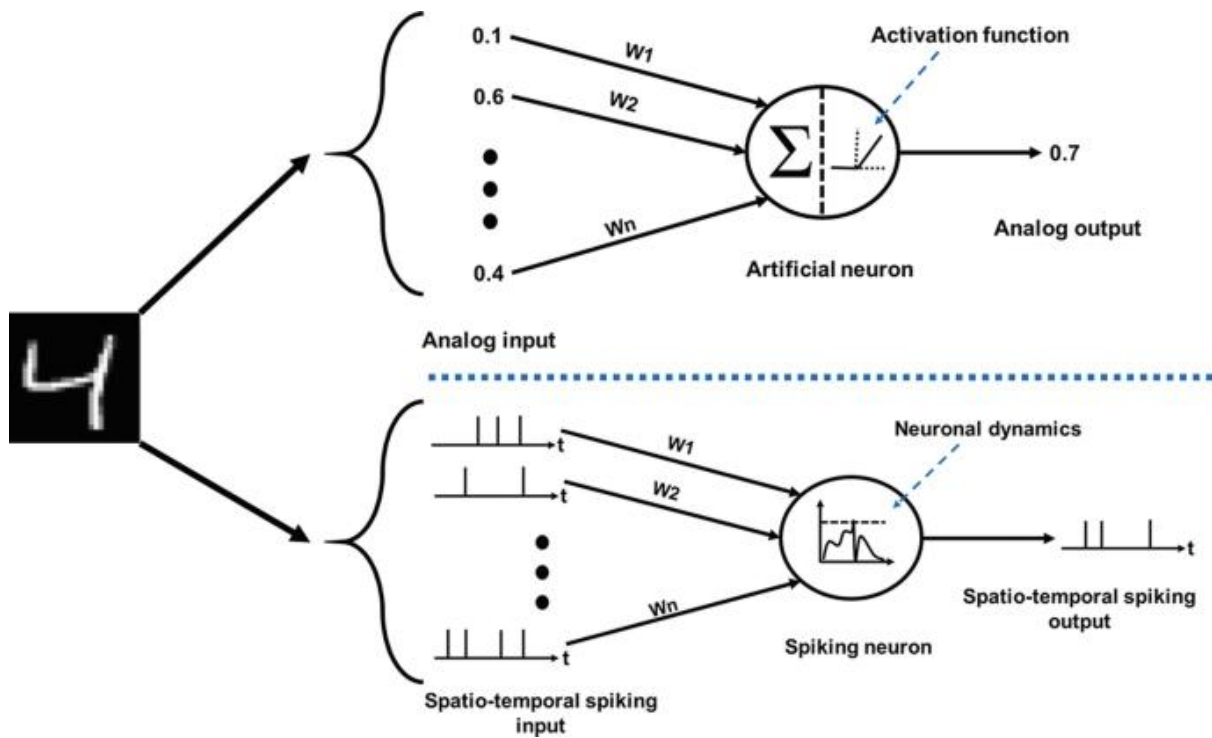 0.1
W1
Activation function
0.6
W2
Σ
0.7
Wn
Analog output
0.4
Artificial neuron
4
Analog input
t
W1
Neuronal dynamics
t
W2
t
Wn
Spatio-temporal spiking
output
t
Spiking neuron
Spatio-temporal spiking
input